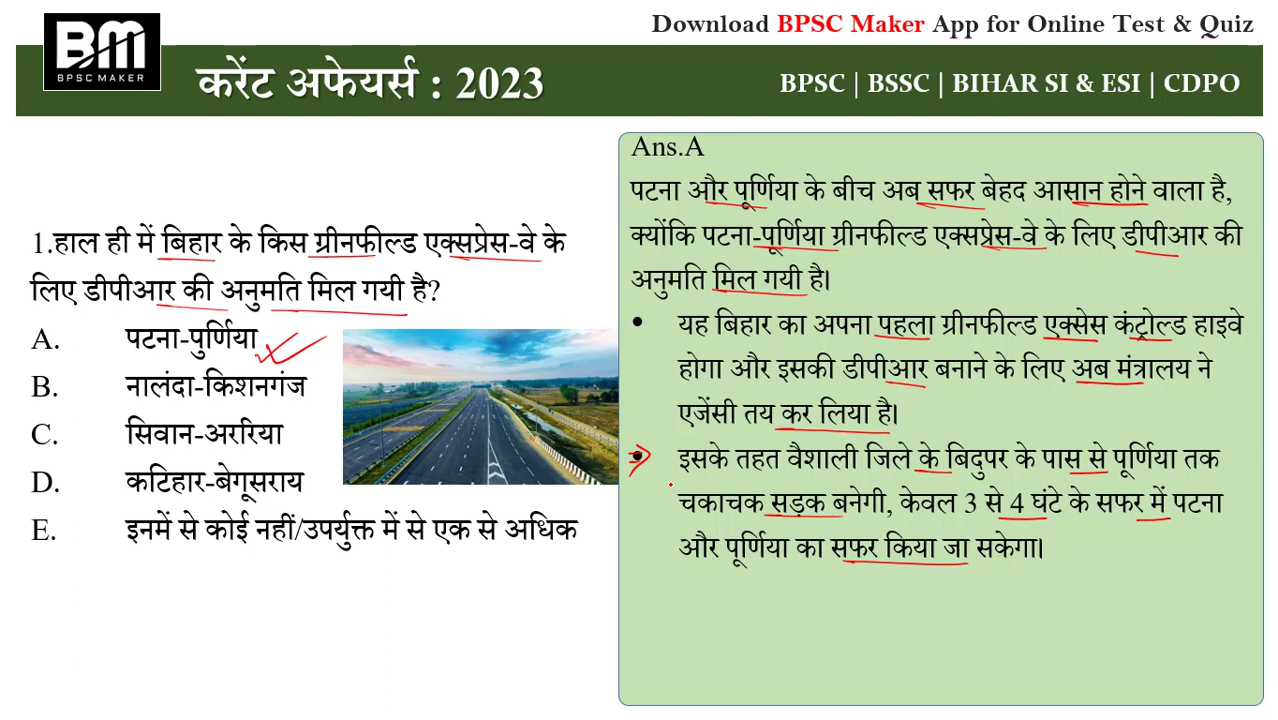 Download BPSC Maker App for Online Test & Quiz
BM
BPSC MAKER
करेंट अफेयर्स : 2023
BPSC | BSSC | BIHAR SI & ESI | CDPO
1.हाल ही में बिहार के किस ग्रीनफील्ड एक्सप्रेस-वे के
लिए डीपीआर की अनुमति मिल गयी है?
A. पटना-पुर्णिया
B. नालंदा-किशनगंज
C. सिवान-अररिया
D. कटिहार-बेगूसराय
E. इनमें से कोई नहीं/उपर्युक्त में से एक से अधिक
Ans.A
पटना और पूर्णिया के बीच अब सफर बेहद आसान होने वाला है,
क्योंकि पटना-पूर्णिया ग्रीनफील्ड एक्सप्रेस-वे के लिए डीपीआर की
अनुमति मिल गयी है।
• यह बिहार का अपना पहला ग्रीनफील्ड एक्सेस कंट्रोल्ड हाइवे
होगा और इसकी डीपीआर बनाने के लिए अब मंत्रालय ने
एजेंसी तय कर लिया है।
• इसके तहत वैशाली जिले के बिदुपर के पास से पूर्णिया तक
चकाचक सड़क बनेगी, केवल 3 से 4 घंटे के सफर में पटना
और पूर्णिया का सफर किया जा सकेगा।